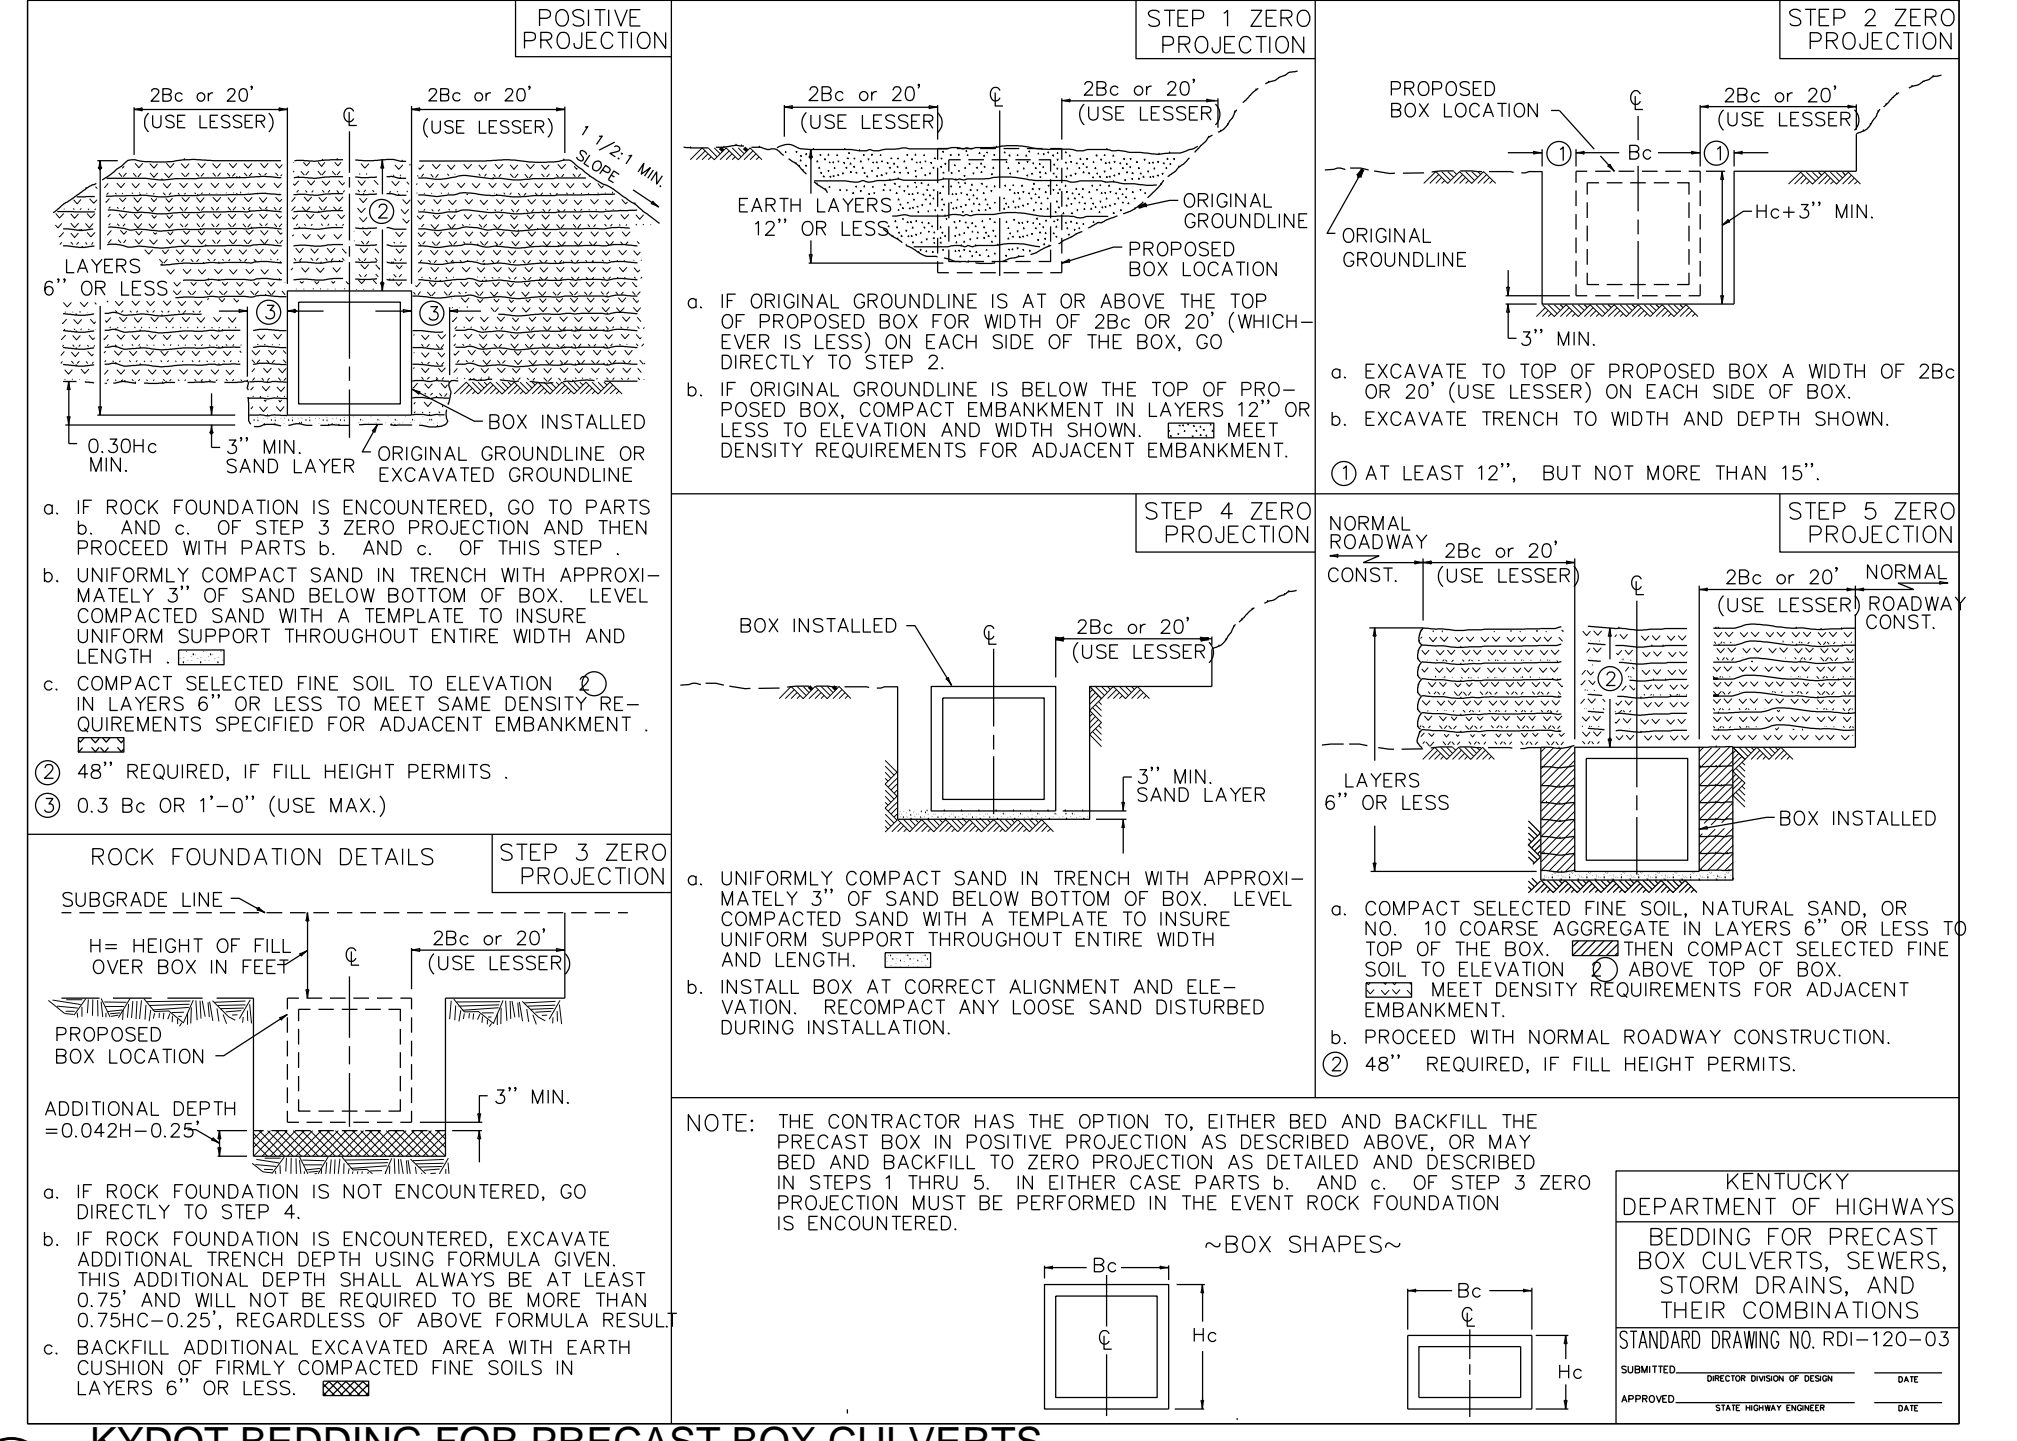 POSITIVE
PROJECTION
2Bc or 20'
(USE LESSER)
℄
2Bc or 20'
(USE LESSER)
1 1/2:1 MIN.
SLOPE
②
LAYERS
6" OR LESS
③
③
0.30Hc
MIN.
3" MIN.
SAND LAYER
BOX INSTALLED
ORIGINAL GROUNDLINE OR
EXCAVATED GROUNDLINE
a. IF ROCK FOUNDATION IS ENCOUNTERED, GO TO PARTS
b. AND c. OF STEP 3 ZERO PROJECTION AND THEN
PROCEED WITH PARTS b. AND c. OF THIS STEP .
b. UNIFORMLY COMPACT SAND IN TRENCH WITH APPROXI–
MATELY 3" OF SAND BELOW BOTTOM OF BOX. LEVEL
COMPACTED SAND WITH A TEMPLATE TO INSURE
UNIFORM SUPPORT THROUGHOUT ENTIRE WIDTH AND
LENGTH .
c. COMPACT SELECTED FINE SOIL TO ELEVATION ②
IN LAYERS 6" OR LESS TO MEET SAME DENSITY RE–
QUIREMENTS SPECIFIED FOR ADJACENT EMBANKMENT .
② 48" REQUIRED, IF FILL HEIGHT PERMITS .
③ 0.3 Bc OR 1'–0" (USE MAX.)
STEP 1 ZERO
PROJECTION
2Bc or 20'
(USE LESSER)
℄
2Bc or 20'
(USE LESSER)
EARTH LAYERS
12" OR LESS
ORIGINAL
GROUNDLINE
PROPOSED
BOX LOCATION
a. IF ORIGINAL GROUNDLINE IS AT OR ABOVE THE TOP
OF PROPOSED BOX FOR WIDTH OF 2Bc OR 20' (WHICH–
EVER IS LESS) ON EACH SIDE OF THE BOX, GO
DIRECTLY TO STEP 2.
b. IF ORIGINAL GROUNDLINE IS BELOW THE TOP OF PRO–
POSED BOX, COMPACT EMBANKMENT IN LAYERS 12" OR
LESS TO ELEVATION AND WIDTH SHOWN. MEET
DENSITY REQUIREMENTS FOR ADJACENT EMBANKMENT.
STEP 2 ZERO
PROJECTION
PROPOSED
BOX LOCATION
℄
2Bc or 20'
(USE LESSER)
① Bc ①
Hc+3" MIN.
ORIGINAL
GROUNDLINE
3" MIN.
a. EXCAVATE TO TOP OF PROPOSED BOX A WIDTH OF 2Bc
OR 20' (USE LESSER) ON EACH SIDE OF BOX.
b. EXCAVATE TRENCH TO WIDTH AND DEPTH SHOWN.
① AT LEAST 12", BUT NOT MORE THAN 15".
ROCK FOUNDATION DETAILS
STEP 3 ZERO
PROJECTION
SUBGRADE LINE
H= HEIGHT OF FILL
OVER BOX IN FEET
℄
2Bc or 20'
(USE LESSER)
PROPOSED
BOX LOCATION
3" MIN.
ADDITIONAL DEPTH
=0.042H–0.25'
a. IF ROCK FOUNDATION IS NOT ENCOUNTERED, GO
DIRECTLY TO STEP 4.
b. IF ROCK FOUNDATION IS ENCOUNTERED, EXCAVATE
ADDITIONAL TRENCH DEPTH USING FORMULA GIVEN.
THIS ADDITIONAL DEPTH SHALL ALWAYS BE AT LEAST
0.75' AND WILL NOT BE REQUIRED TO BE MORE THAN
0.75HC–0.25', REGARDLESS OF ABOVE FORMULA RESULT
c. BACKFILL ADDITIONAL EXCAVATED AREA WITH EARTH
CUSHION OF FIRMLY COMPACTED FINE SOILS IN
LAYERS 6" OR LESS.
STEP 4 ZERO
PROJECTION
BOX INSTALLED
℄
2Bc or 20'
(USE LESSER)
3" MIN.
SAND LAYER
a. UNIFORMLY COMPACT SAND IN TRENCH WITH APPROXI–
MATELY 3" OF SAND BELOW BOTTOM OF BOX. LEVEL
COMPACTED SAND WITH A TEMPLATE TO INSURE
UNIFORM SUPPORT THROUGHOUT ENTIRE WIDTH
AND LENGTH.
b. INSTALL BOX AT CORRECT ALIGNMENT AND ELE–
VATION. RECOMPACT ANY LOOSE SAND DISTURBED
DURING INSTALLATION.
STEP 5 ZERO
PROJECTION
NORMAL
ROADWAY
CONST.
2Bc or 20'
(USE LESSER)
℄
2Bc or 20'
(USE LESSER)
NORMAL
ROADWAY
CONST.
②
LAYERS
6" OR LESS
BOX INSTALLED
a. COMPACT SELECTED FINE SOIL, NATURAL SAND, OR
NO. 10 COARSE AGGREGATE IN LAYERS 6" OR LESS TO
TOP OF THE BOX. THEN COMPACT SELECTED FINE
SOIL TO ELEVATION ② ABOVE TOP OF BOX.
MEET DENSITY REQUIREMENTS FOR ADJACENT
EMBANKMENT.
b. PROCEED WITH NORMAL ROADWAY CONSTRUCTION.
② 48" REQUIRED, IF FILL HEIGHT PERMITS.
NOTE: THE CONTRACTOR HAS THE OPTION TO, EITHER BED AND BACKFILL THE
PRECAST BOX IN POSITIVE PROJECTION AS DESCRIBED ABOVE, OR MAY
BED AND BACKFILL TO ZERO PROJECTION AS DETAILED AND DESCRIBED
IN STEPS 1 THRU 5. IN EITHER CASE PARTS b. AND c. OF STEP 3 ZERO
PROJECTION MUST BE PERFORMED IN THE EVENT ROCK FOUNDATION
IS ENCOUNTERED.
~BOX SHAPES~
Bc
℄
Hc
Bc
℄
Hc
KENTUCKY
DEPARTMENT OF HIGHWAYS
BEDDING FOR PRECAST
BOX CULVERTS, SEWERS,
STORM DRAINS, AND
THEIR COMBINATIONS
STANDARD DRAWING NO. RDI–120–03
SUBMITTED
DIRECTOR DIVISION OF DESIGN DATE
APPROVED
STATE HIGHWAY ENGINEER DATE
KYDOT BEDDING FOR PRECAST BOX CULVERTS